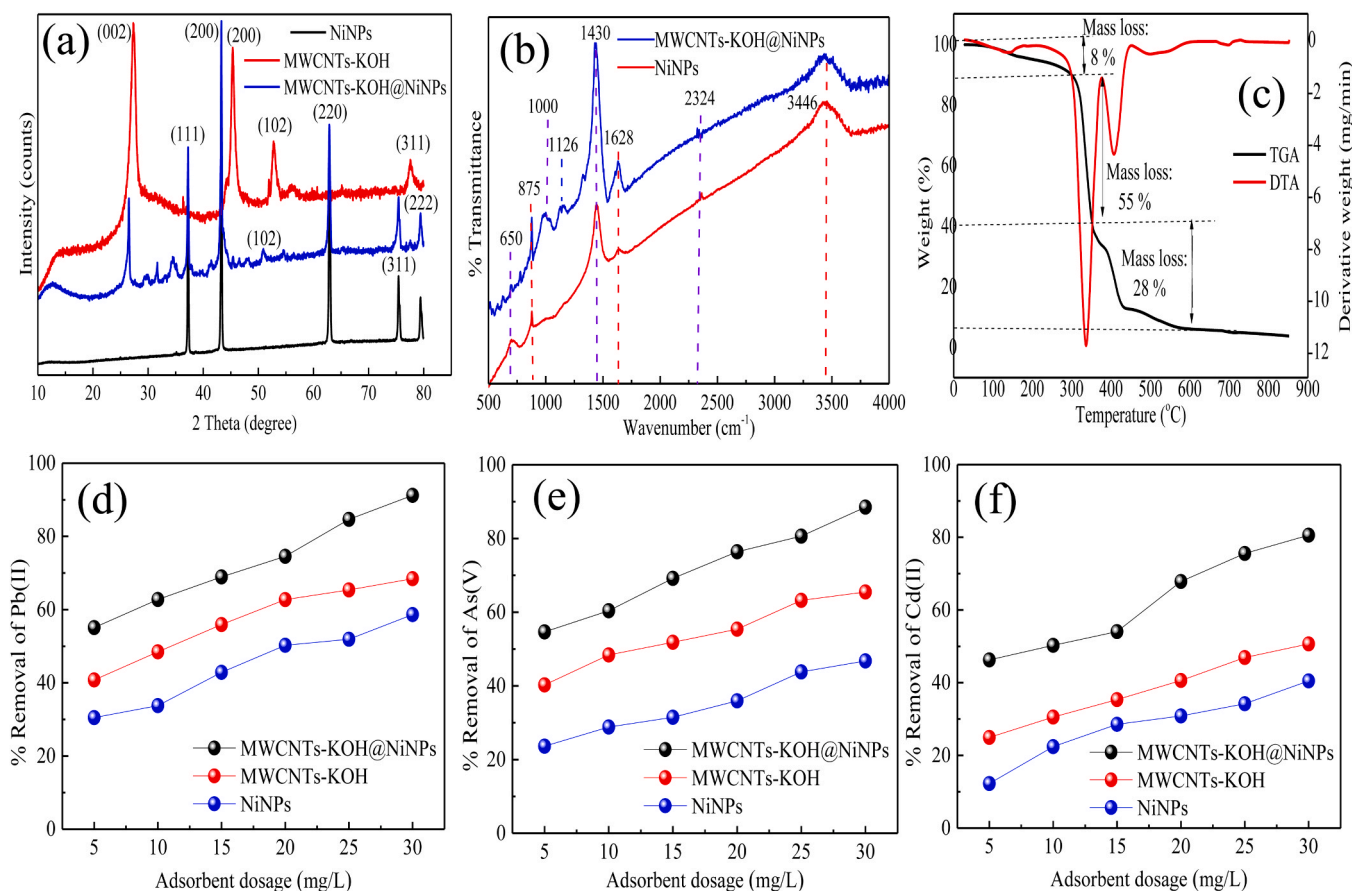 (a)
(002)
(200)
(200)
NiNPs
MWCNTs-KOH
MWCNTs-KOH@NiNPs
(111)
(102)
(220)
(311)
(222)
(102)
(311)
Intensity (counts)
10 20 30 40 50 60 70 80
2 Theta (degree)
(b)
1430
MWCNTs-KOH@NiNPs
NiNPs
1000
1126
2324
3446
1628
875
650
% Transmittance
500 1000 1500 2000 2500 3000 3500 4000
Wavenumber (cm-1)
(c)
Mass loss:
8 %
Mass loss:
55 %
Mass loss:
28 %
TGA
DTA
Weight (%)
100
80
60
40
20
0
0
-2
-4
-6
-8
-10
-12
Derivative weight (mg/min)
0 100 200 300 400 500 600 700 800 900
Temperature (oC)
(d)
% Removal of Pb(II)
100
80
60
40
20
0
MWCNTs-KOH@NiNPs
MWCNTs-KOH
NiNPs
5 10 15 20 25 30
Adsorbent dosage (mg/L)
(e)
% Removal of As(V)
100
80
60
40
20
0
MWCNTs-KOH@NiNPs
MWCNTs-KOH
NiNPs
5 10 15 20 25 30
Adsorbent dosage (mg/L)
(f)
% Removal of Cd(II)
100
80
60
40
20
0
MWCNTs-KOH@NiNPs
MWCNTs-KOH
NiNPs
5 10 15 20 25 30
Adsorbent dosage (mg/L)